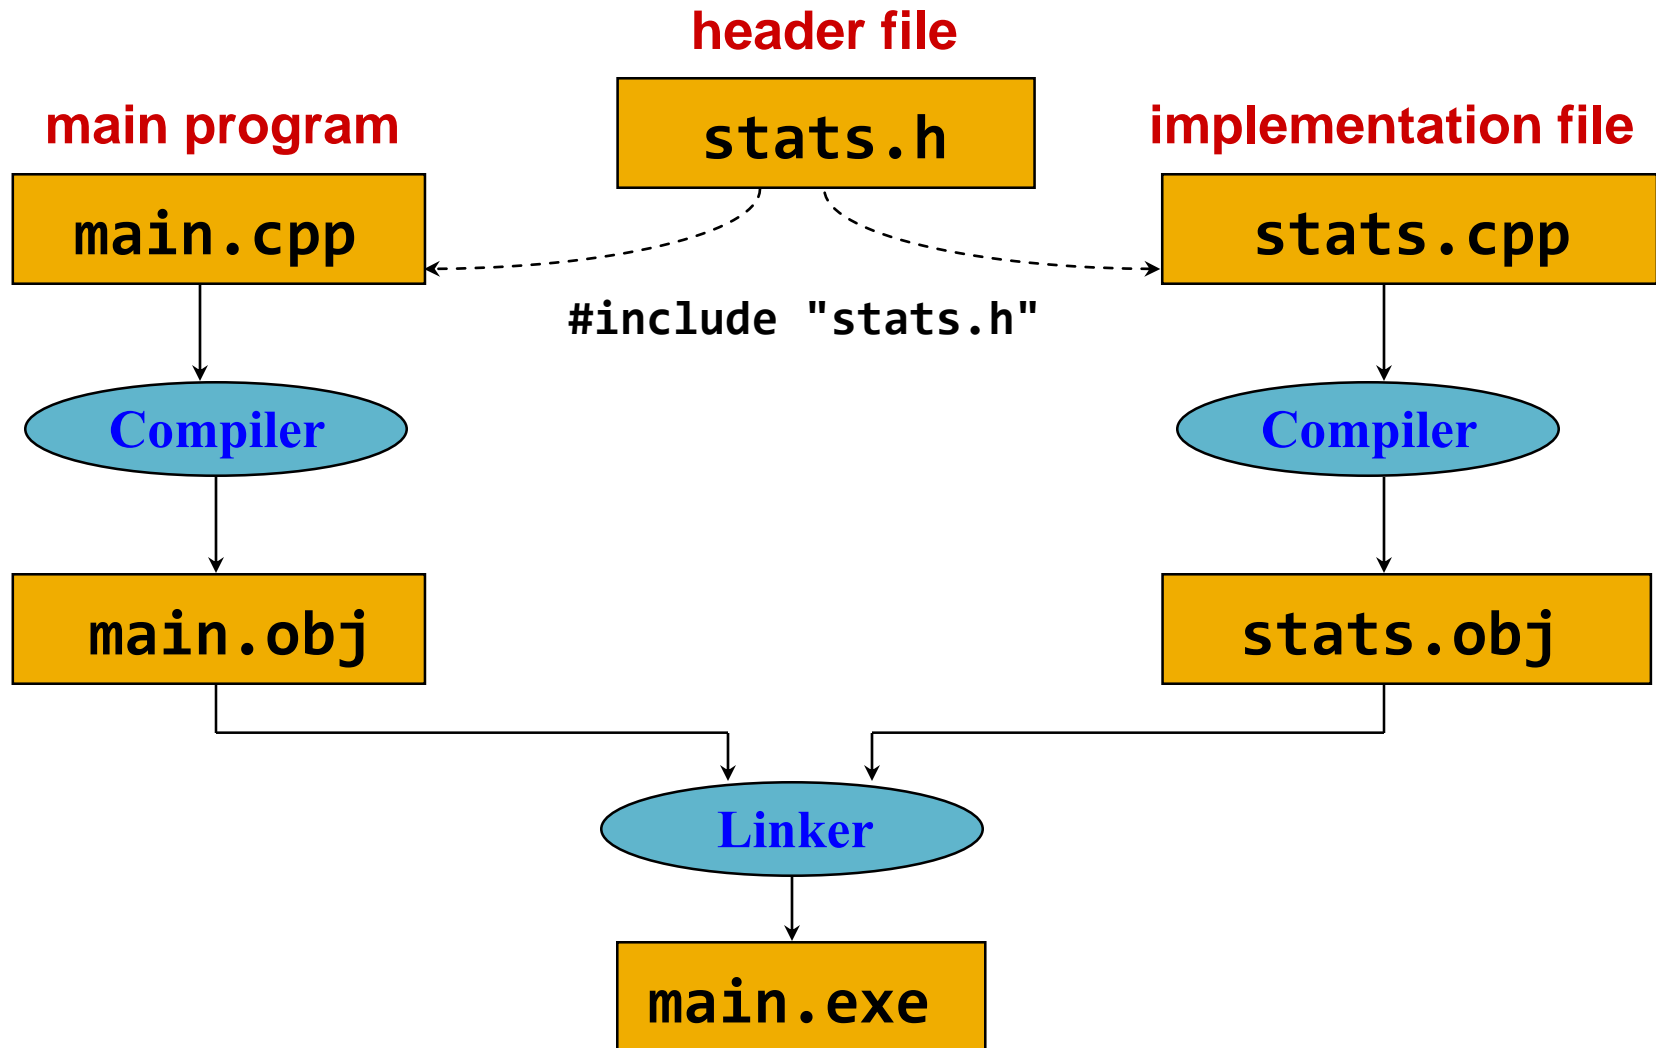 header file
stats.h
main program
implementation file
main.cpp
stats.cpp
#include "stats.h"
Compiler
Compiler
main.obj
stats.obj
Linker
main.exe